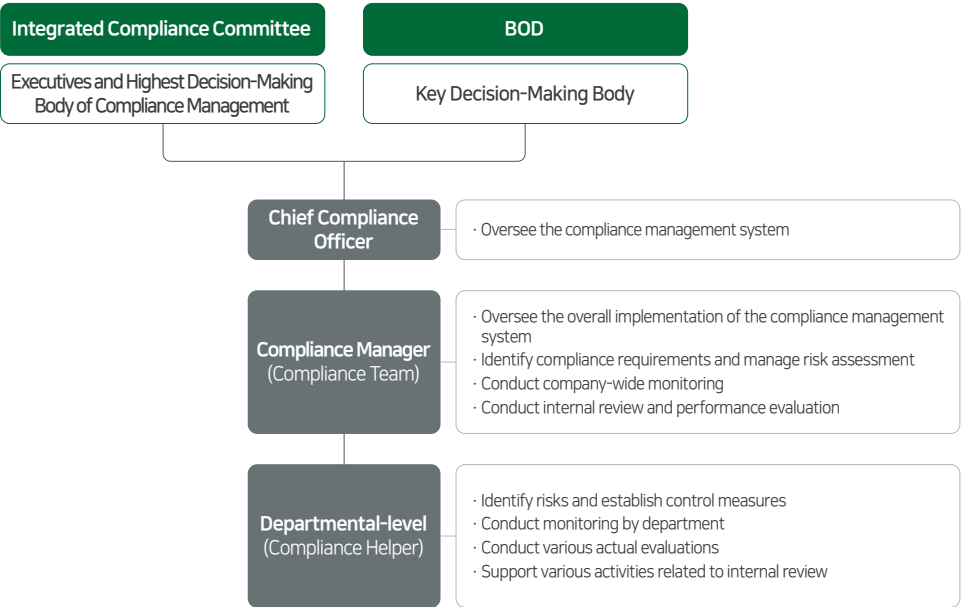 Integrated Compliance Committee
BOD
Executives and Highest Decision-Making
Body of Compliance Management
Key Decision-Making Body
Chief Compliance
Officer
· Oversee the compliance management system
Compliance Manager
(Compliance Team)
· Oversee the overall implementation of the compliance management
system
· Identify compliance requirements and manage risk assessment
· Conduct company-wide monitoring
· Conduct internal review and performance evaluation
Departmental-level
(Compliance Helper)
· Identify risks and establish control measures
· Conduct monitoring by department
· Conduct various actual evaluations
· Support various activities related to internal review